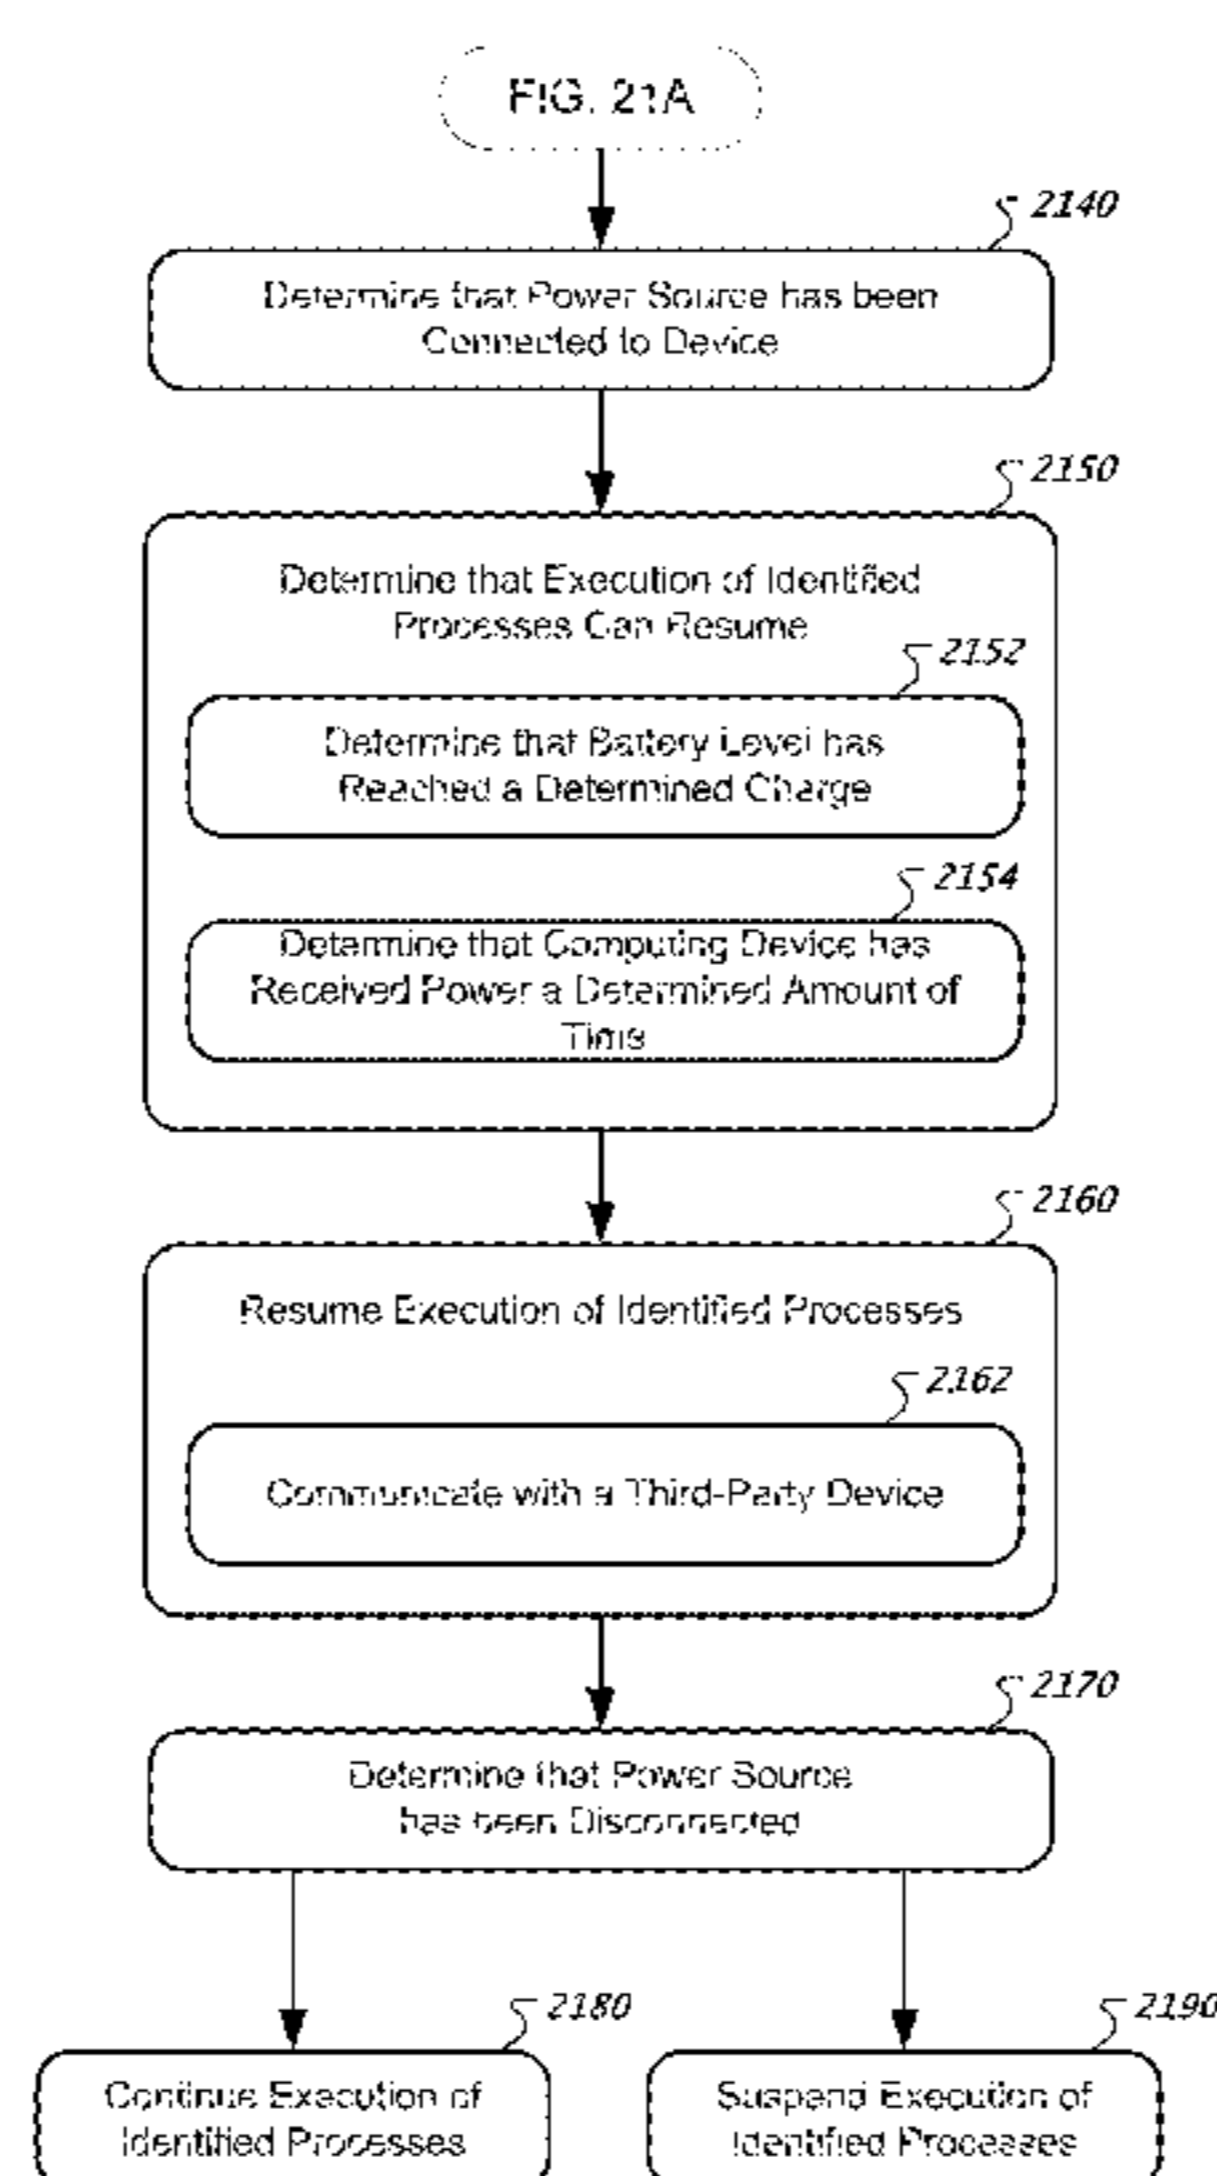 FIG. 21A
2140
Determine that Power Source has been
Connected to Device
2150
Determine that Execution of Identified
Processes Can Resume
2152
Determine that Battery Level has
Reached a Determined Charge
2154
Determine that Computing Device has
Received Power a Determined Amount of
Time
2160
Resume Execution of Identified Processes
2162
Communicate with a Third-Party Device
2170
Determine that Power Source
has been Disconnected
2180
Continue Execution of
Identified Processes
2190
Suspend Execution of
Identified Processes